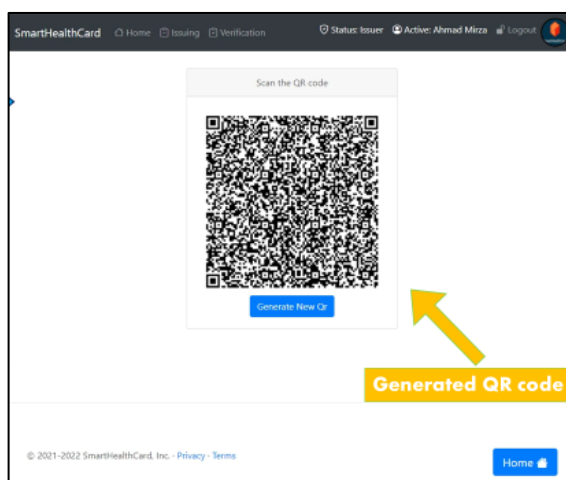 SmartHealthCard Home Issuing Verification Status: Issuer Active: Ahmad Mirza Logout
Scan the QR code
Generate New Qr
Generated QR code
© 2021-2022 SmartHealthCard, Inc. - Privacy - Terms
Home